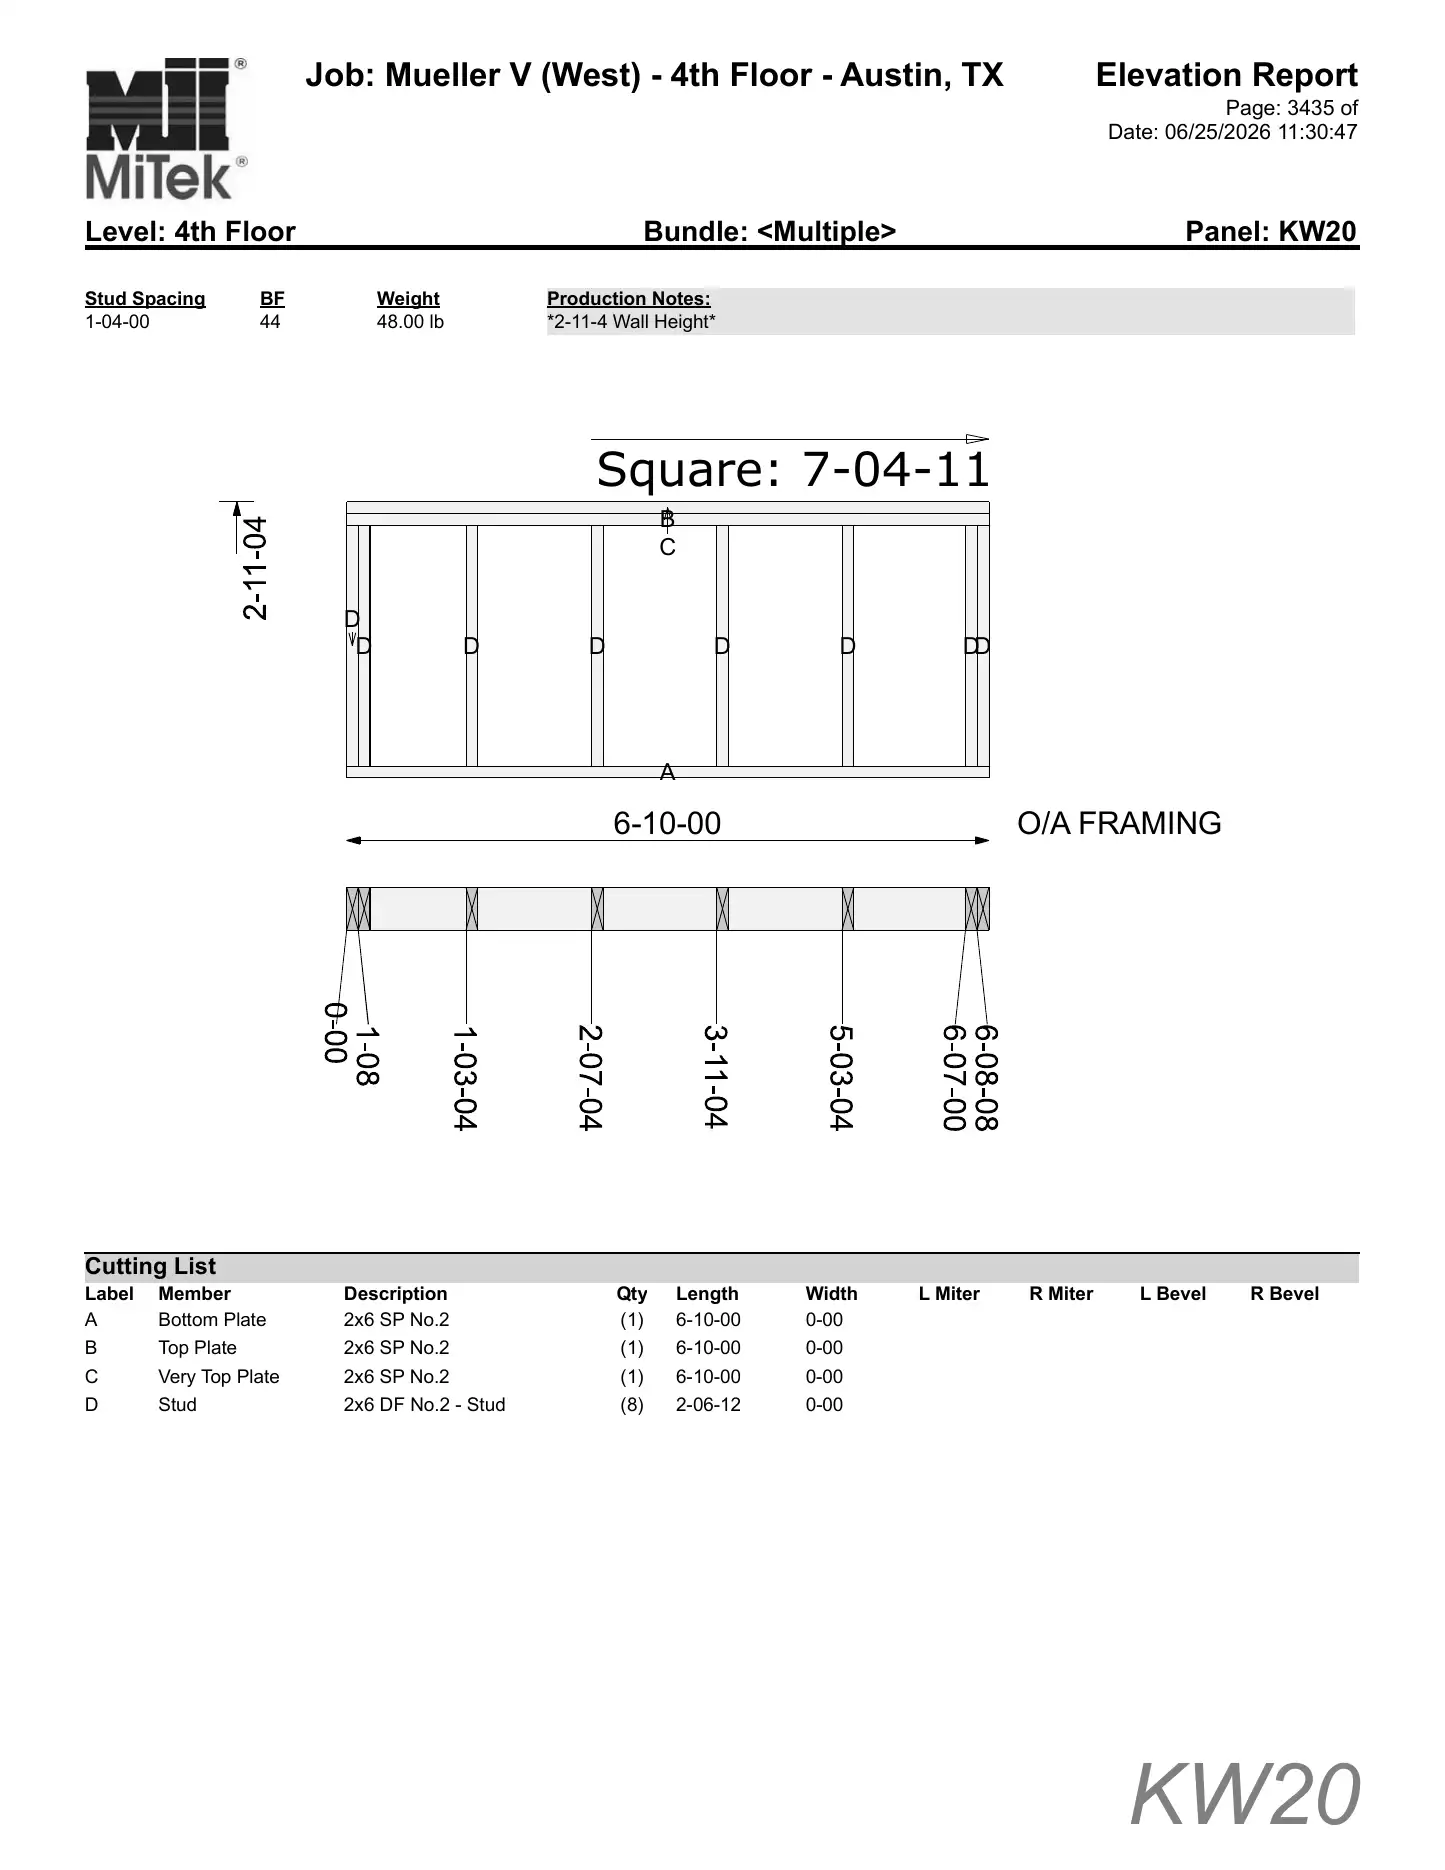 Job: Mueller V (West) - 4th Floor - Austin, TX
Elevation Report
Page: 3435 of
Date: 06/25/2026 11:30:47
MiTek®
Level: 4th Floor Bundle: <Multiple> Panel: KW20
Stud Spacing BF Weight Production Notes:
1-04-00 44 48.00 lb *2-11-4 Wall Height*
Square: 7-04-11
2-11-04
B
C
D
D D D D D D D
A
6-10-00 O/A FRAMING
0-00 1-08 1-03-04 2-07-04 3-11-04 5-03-04 6-07-00 6-08-08
Cutting List
Label Member Description Qty Length Width L Miter R Miter L Bevel R Bevel
A Bottom Plate 2x6 SP No.2 (1) 6-10-00 0-00
B Top Plate 2x6 SP No.2 (1) 6-10-00 0-00
C Very Top Plate 2x6 SP No.2 (1) 6-10-00 0-00
D Stud 2x6 DF No.2 - Stud (8) 2-06-12 0-00
KW20